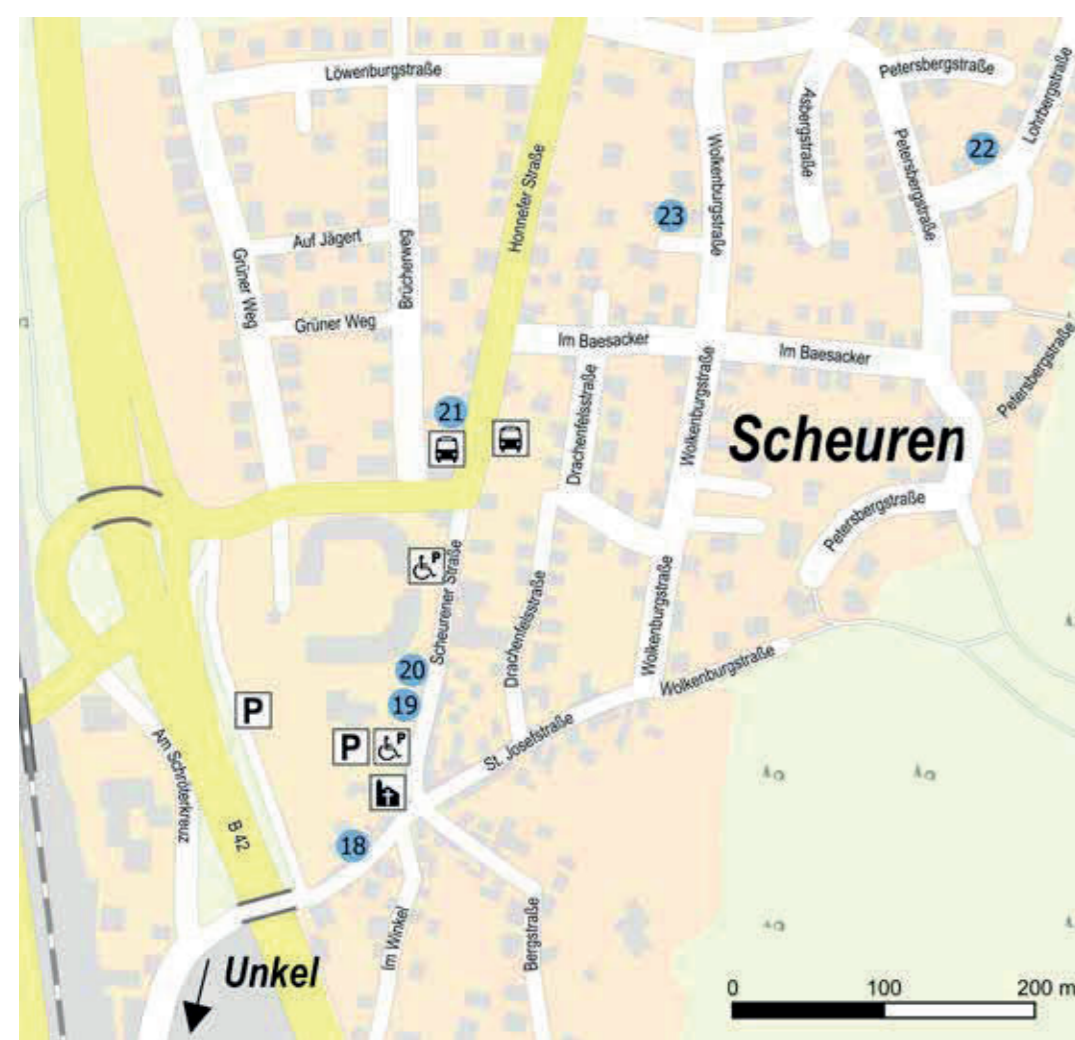 Löwenburgstraße
Petersbergstraße
Lohrbergstraße
Asbergstraße
Wolkenburgstraße
Petersbergstraße
22
Honnefer Straße
23
Auf Jägert
Brücherweg
Grüner Weg
Grüner Weg
Im Baesacker
Im Baesacker
Petersbergstraße
Drachenfelsstraße
Wolkenburgstraße
21
Scheuren
Petersbergstraße
P
Scheurener Straße
Drachenfelsstraße
Wolkenburgstraße
20
Wolkenburgstraße
19
P
St. Josefstraße
P
P
Am Schröterkreuz
B 42
18
Im Winkel
Bergstraße
Unkel
0 100 200 m